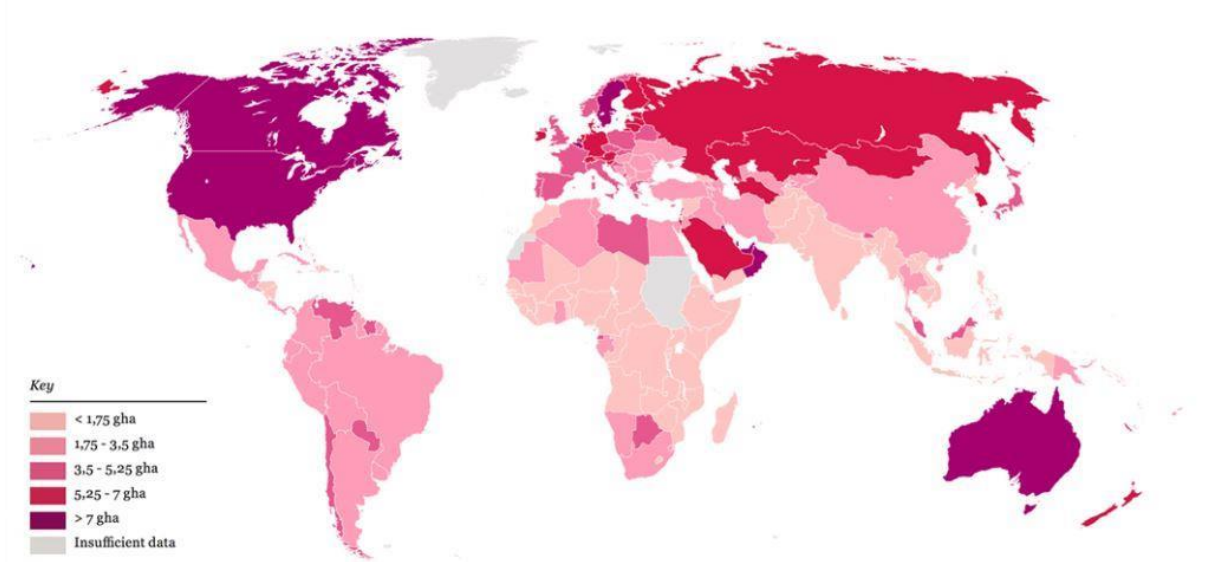 Key
< 1,75 gha
1,75 - 3,5 gha
3,5 - 5,25 gha
5,25 - 7 gha
> 7 gha
Insufficient data